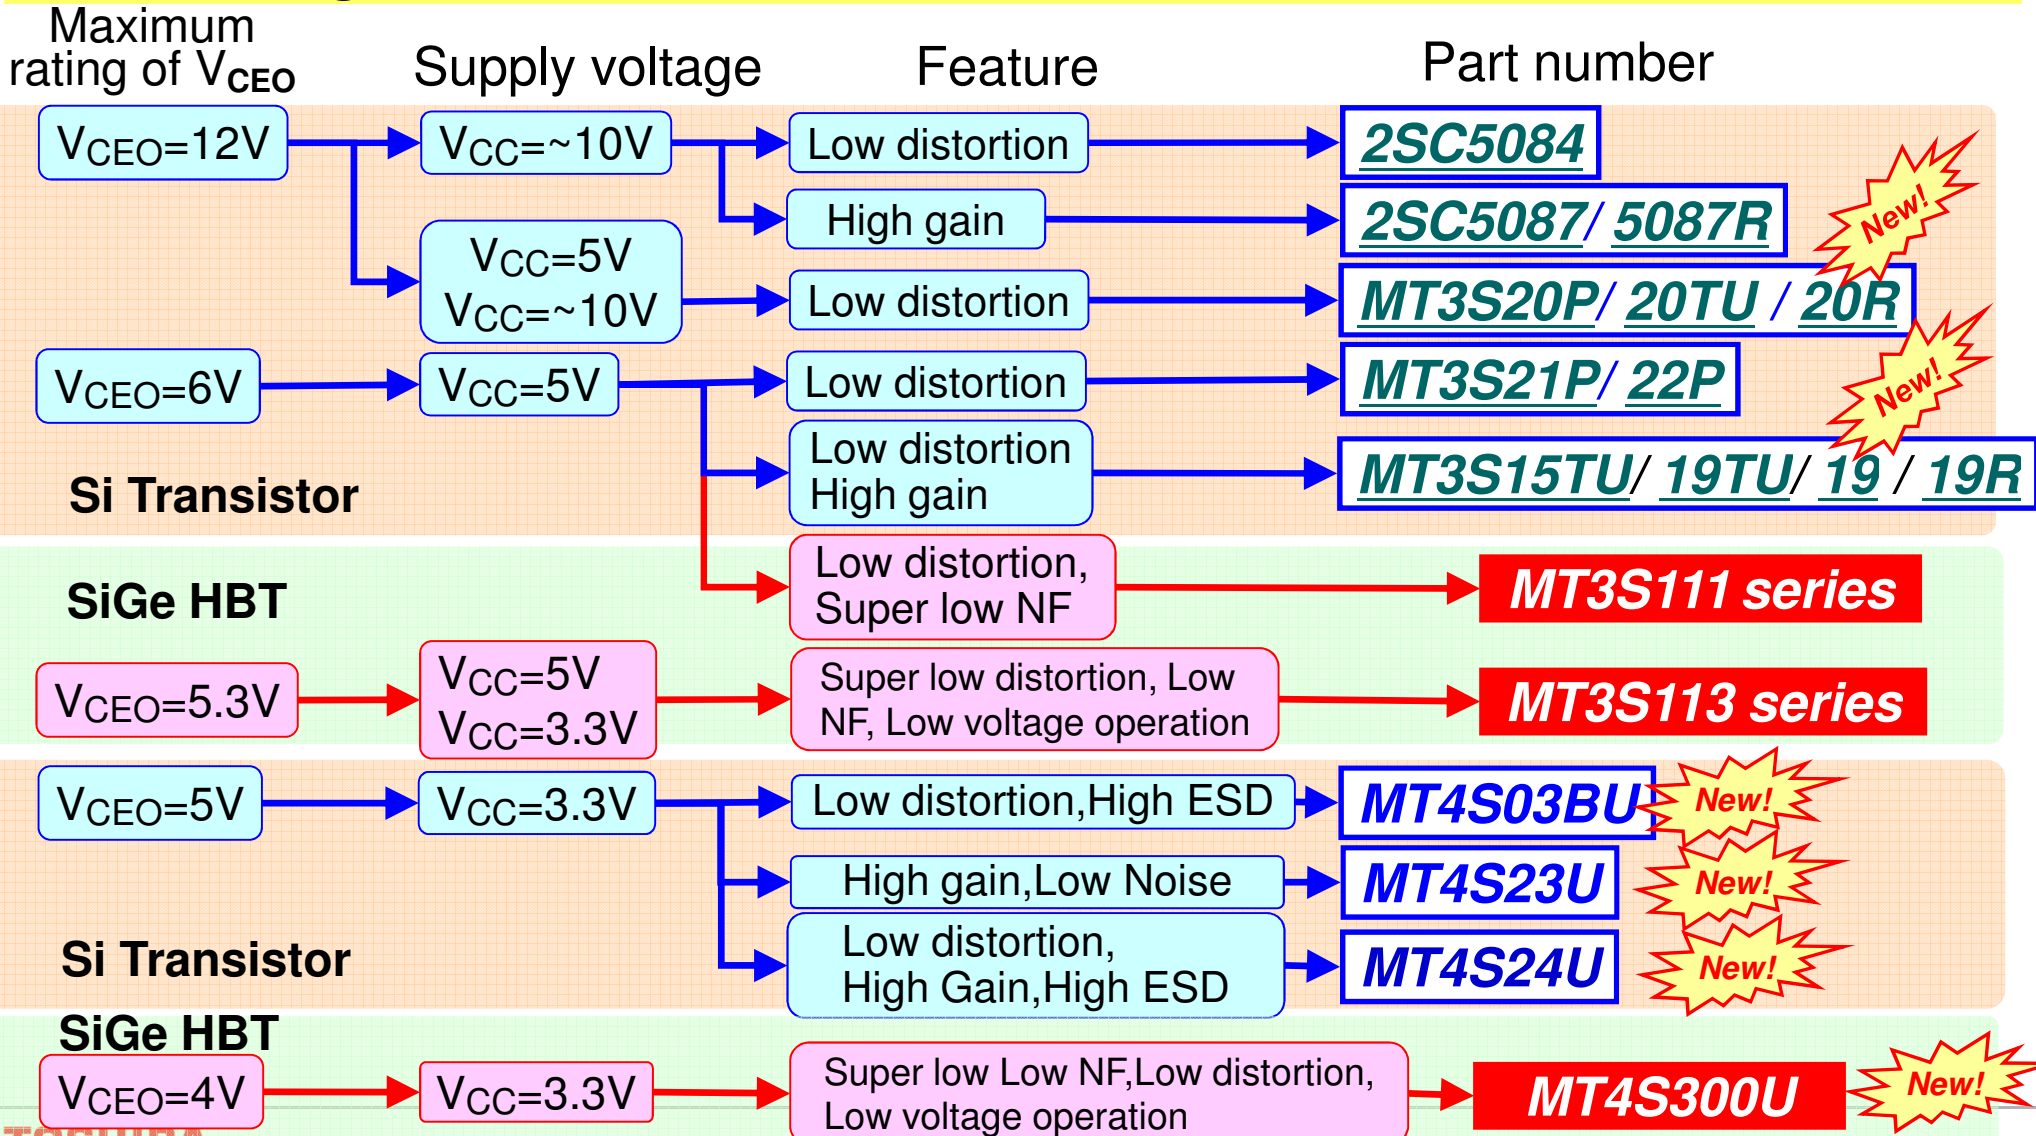 Maximum
rating of VCEO
Supply voltage
Feature
Part number
VCEO=12V
VCC=~10V
Low distortion
2SC5084
High gain
2SC5087/ 5087R
New!
VCC=5V
VCC=~10V
Low distortion
MT3S20P/ 20TU / 20R
VCEO=6V
VCC=5V
Low distortion
MT3S21P/ 22P
New!
Low distortion
High gain
MT3S15TU/ 19TU/ 19 / 19R
Si Transistor
Low distortion,
Super low NF
MT3S111 series
SiGe HBT
VCEO=5.3V
VCC=5V
VCC=3.3V
Super low distortion, Low
NF, Low voltage operation
MT3S113 series
VCEO=5V
VCC=3.3V
Low distortion,High ESD
MT4S03BU
New!
High gain,Low Noise
MT4S23U
New!
Si Transistor
Low distortion,
High Gain,High ESD
MT4S24U
New!
SiGe HBT
VCEO=4V
VCC=3.3V
Super low Low NF,Low distortion,
Low voltage operation
MT4S300U
New!
TOSHIBA